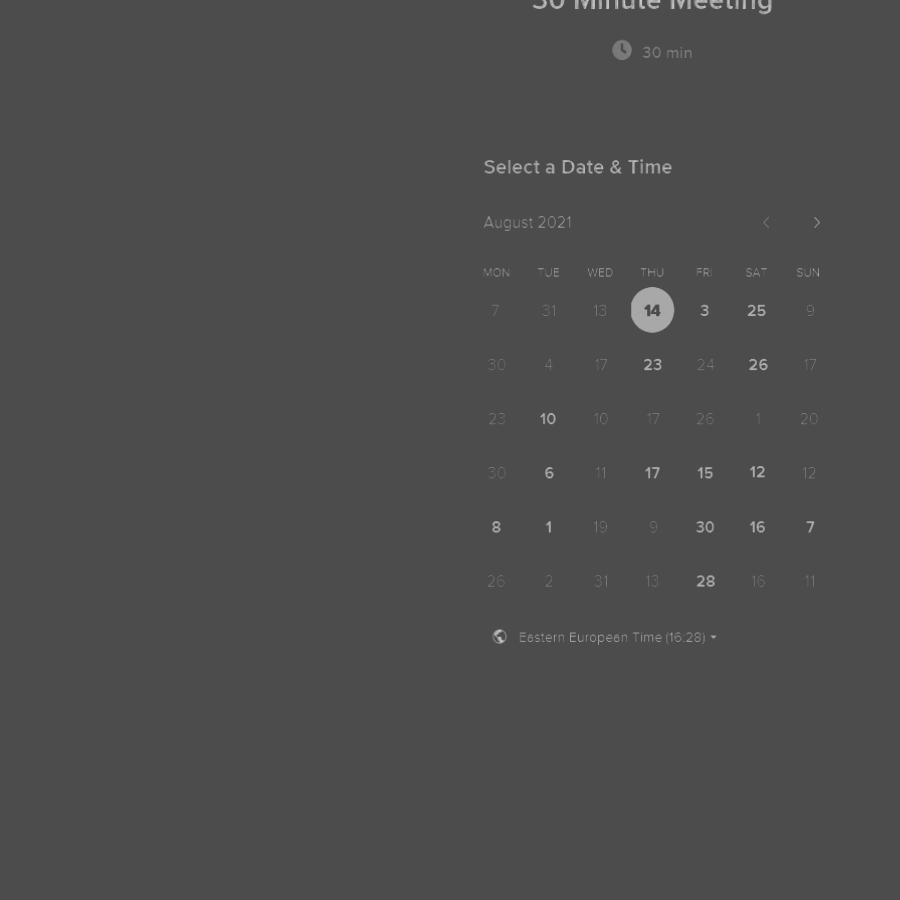 30 Minute Meeting
30 min
Select a Date & Time
August 2021
MON TUE WED THU FRI SAT SUN
7 31 13 14 3 25 9
30 4 17 23 24 26 17
23 10 10 17 26 1 20
30 6 11 17 15 12 12
8 1 19 9 30 16 7
26 2 31 13 28 16 11
Eastern European Time (16:28)